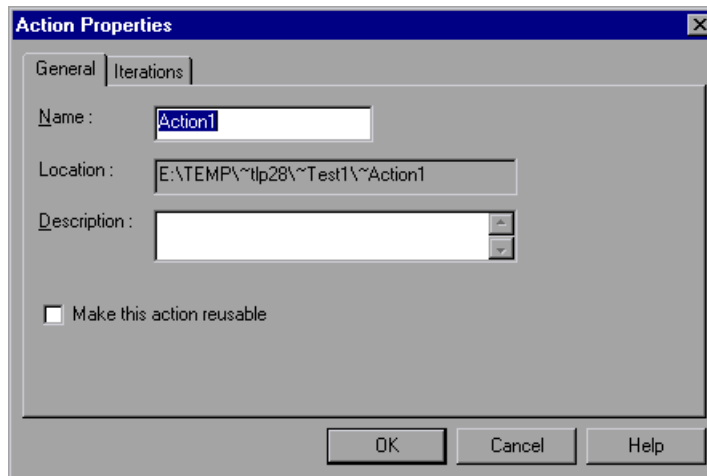 Action Properties
General Iterations
Name : Action1
Location : E:\TEMP\~tlp28\~Test1\~Action1
Description :
Make this action reusable
OK Cancel Help